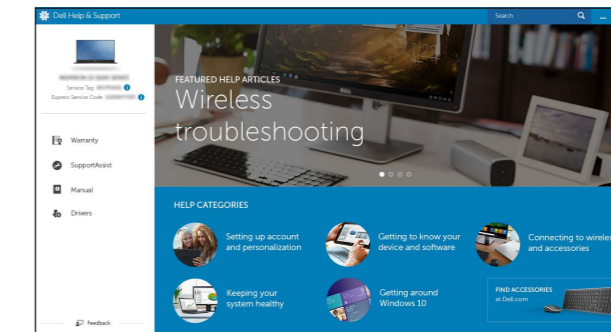 Dell Help & Support
Search
Service Tag:
Express Service Code:
Warranty
SupportAssist
Manual
Drivers
Feedback
FEATURED HELP ARTICLES
Wireless
troubleshooting
HELP CATEGORIES
Setting up account
and personalization
Getting to know your
device and software
Connecting to
and accessories
Keeping your
system healthy
Getting around
Windows 10
FIND ACCESSORIES
at Dell.com